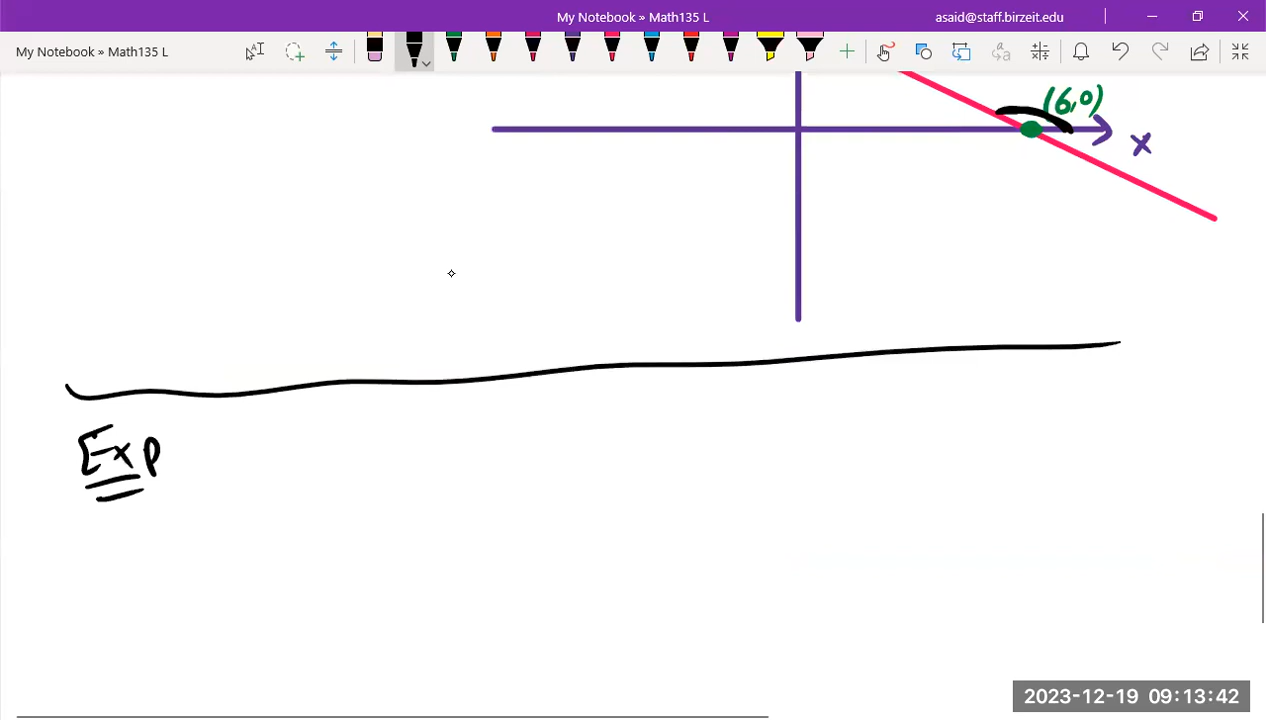 My Notebook » Math135 L
asaid@staff.birzeit.edu
My Notebook » Math135 L
(6,0)
x
Exp
2023-12-19 09:13:42